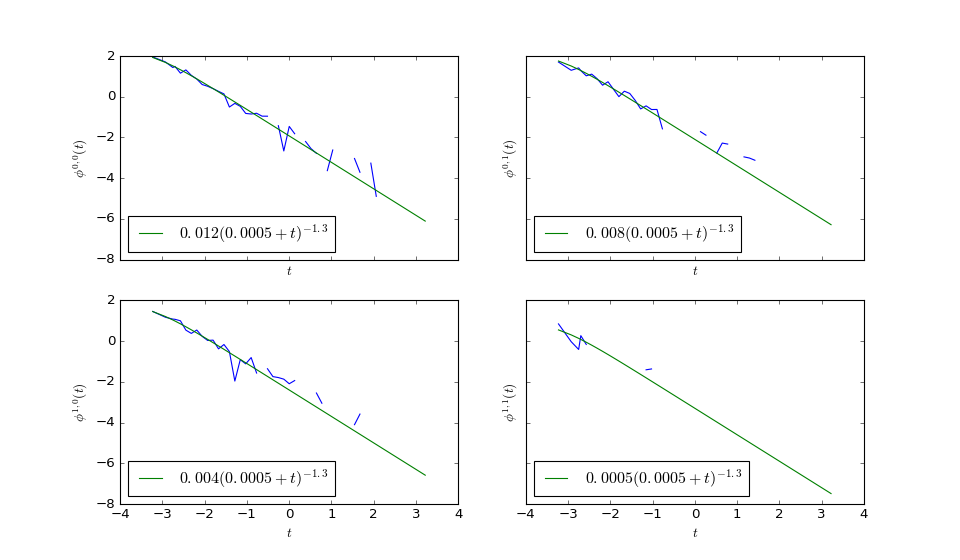 2
0
−2
−4
−6
−8
ϕ^{0,0}(t)
0.012(0.0005 + t)^{−1.3}
t
ϕ^{0,1}(t)
0.008(0.0005 + t)^{−1.3}
t
2
0
−2
−4
−6
−8
ϕ^{1,0}(t)
0.004(0.0005 + t)^{−1.3}
−4 −3 −2 −1 0 1 2 3 4
t
ϕ^{1,1}(t)
0.0005(0.0005 + t)^{−1.3}
−4 −3 −2 −1 0 1 2 3 4
t